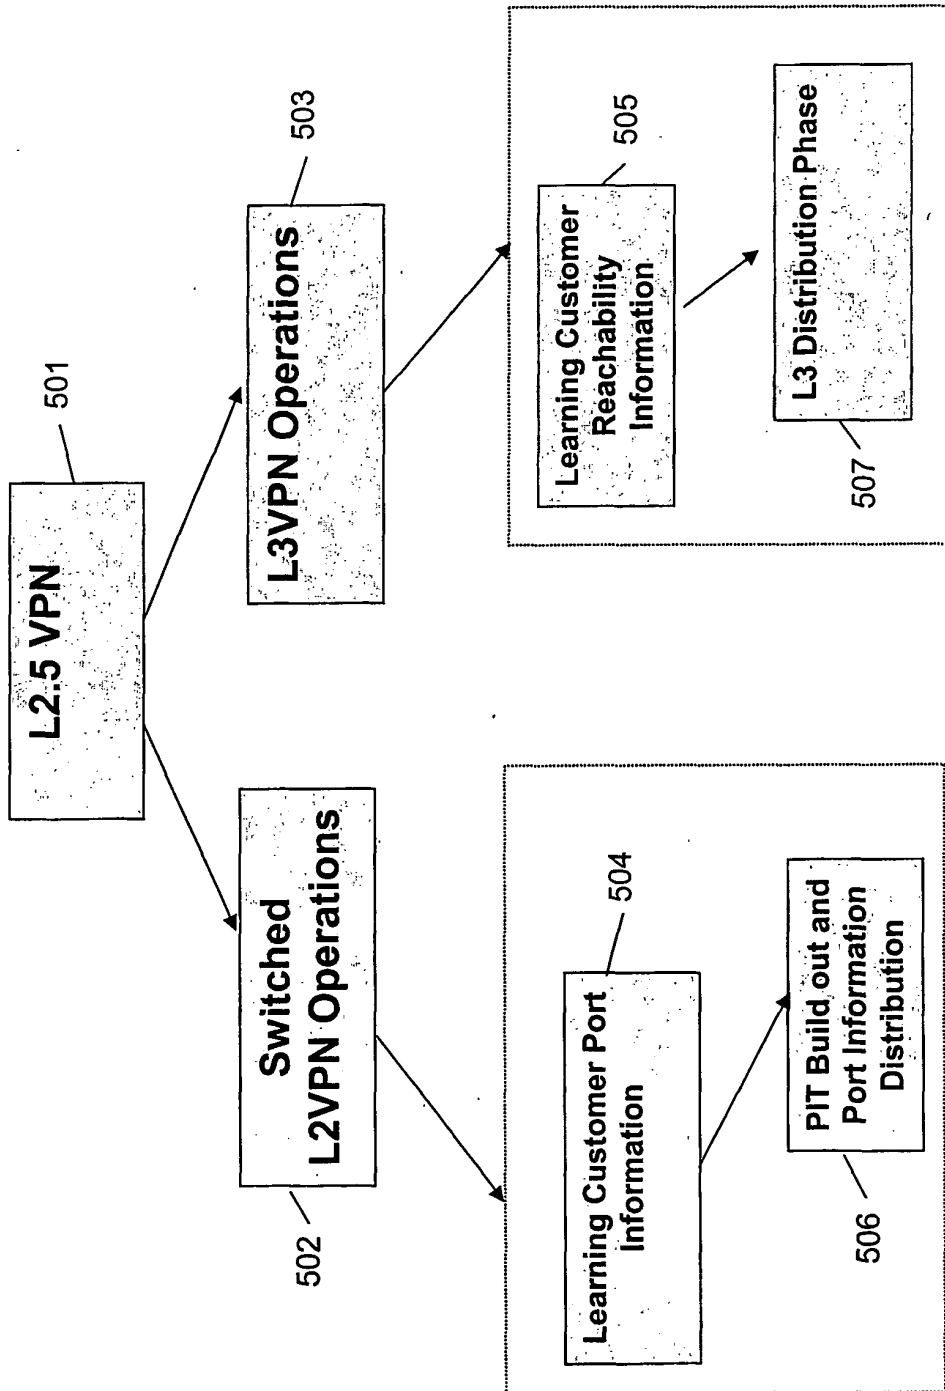 L2.5 VPN
501
Switched
L2VPN Operations
502
L3VPN Operations
503
Learning Customer Port
Information
504
PIT Build out and
Port Information
Distribution
506
Learning Customer
Reachability
Information
505
L3 Distribution Phase
507